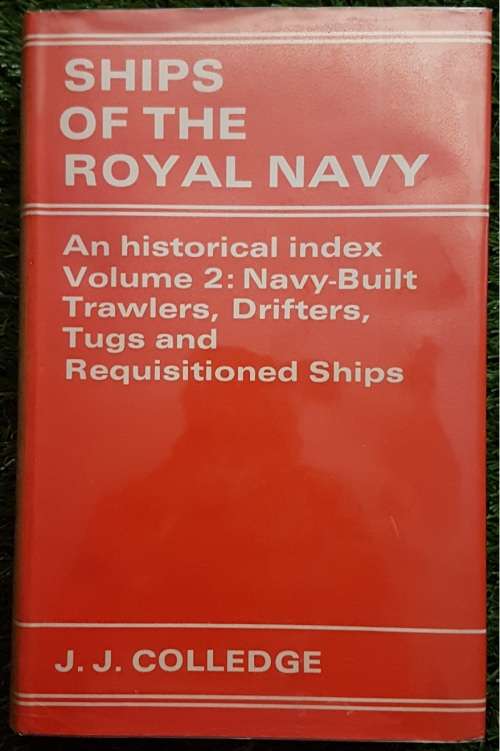 SHIPS
OF THE
ROYAL NAVY
An historical index
Volume 2: Navy-Built
Trawlers, Drifters,
Tugs and
Requisitioned Ships
J. J. COLLEDGE